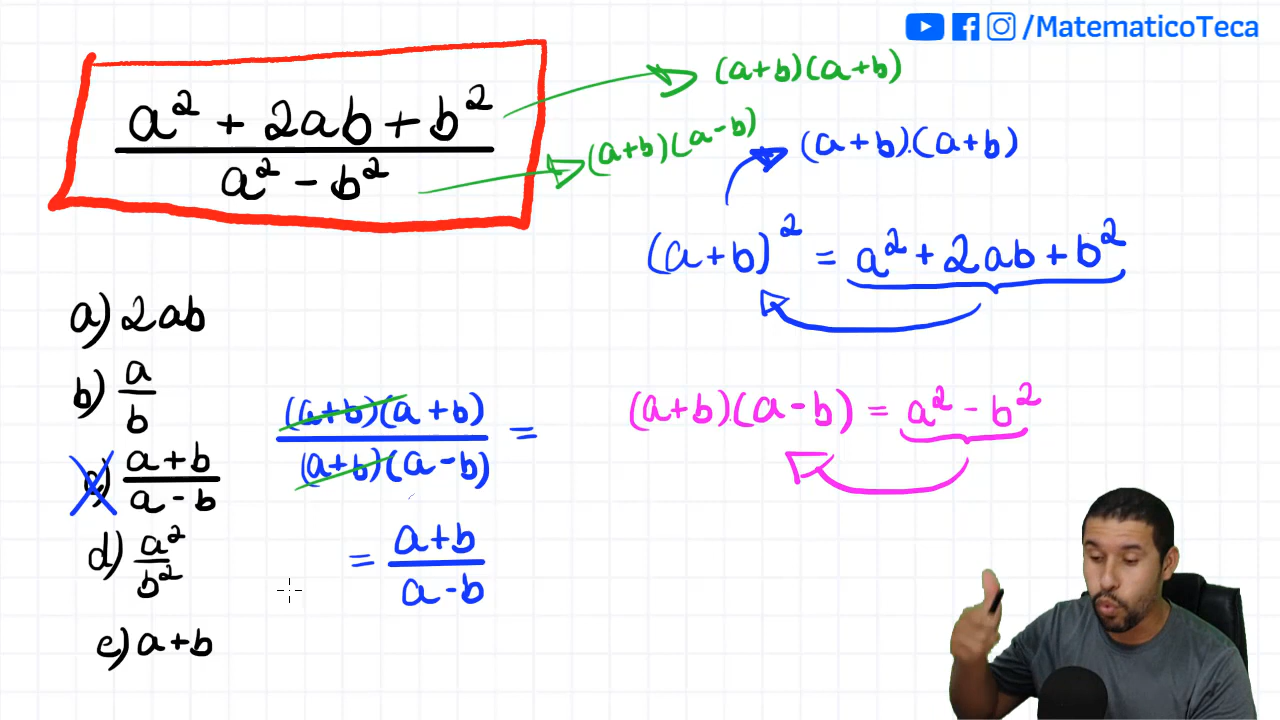 /MatematicoTeca
a² + 2ab + b²
a² - b²
(a+b)(a+b)
(a+b)(a-b)
(a+b).(a+b)
(a+b)² = a² + 2ab + b²
a) 2ab
b) a
b
c) a+b
a-b
d) a²
b²
e) a+b
(a+b)(a+b)
(a+b)(a-b)
=
= a+b
a-b
(a+b).(a-b) = a² - b²